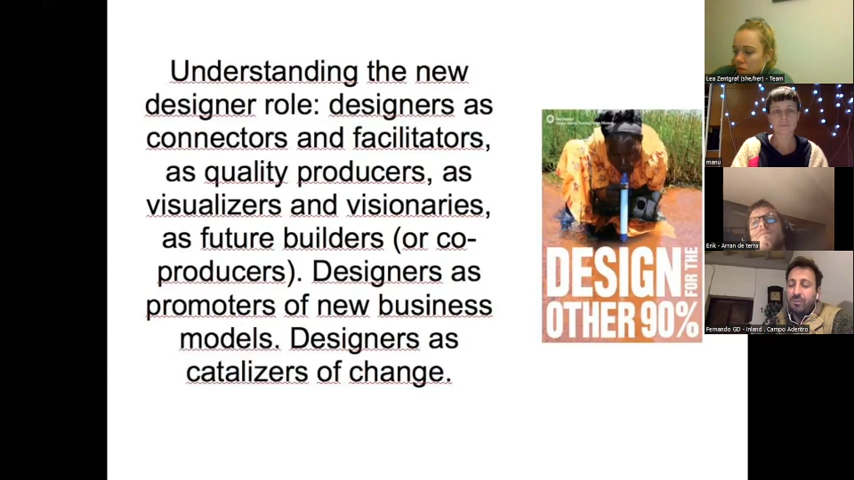 Understanding the new
designer role: designers as
connectors and facilitators,
as quality producers, as
visualizers and visionaries,
as future builders (or co-
producers). Designers as
promoters of new business
models. Designers as
catalizers of change.
DESIGN
FOR THE
OTHER 90%
Lea Zentgraf (she/her) - Team
manu
Erik - Arran de terra
Fernando GD - Inland . Campo Adentro